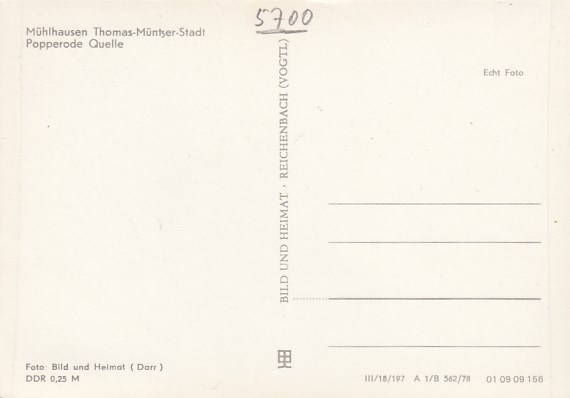 5700
Mühlhausen Thomas-Müntzer-Stadt
Popperode Quelle
Echt Foto
BILD UND HEIMAT · REICHENBACH (VOGTL)
Foto: Bild und Heimat (Darr)
DDR 0,25 M
III/18/197 A 1/B 562/78 01 09 09 156